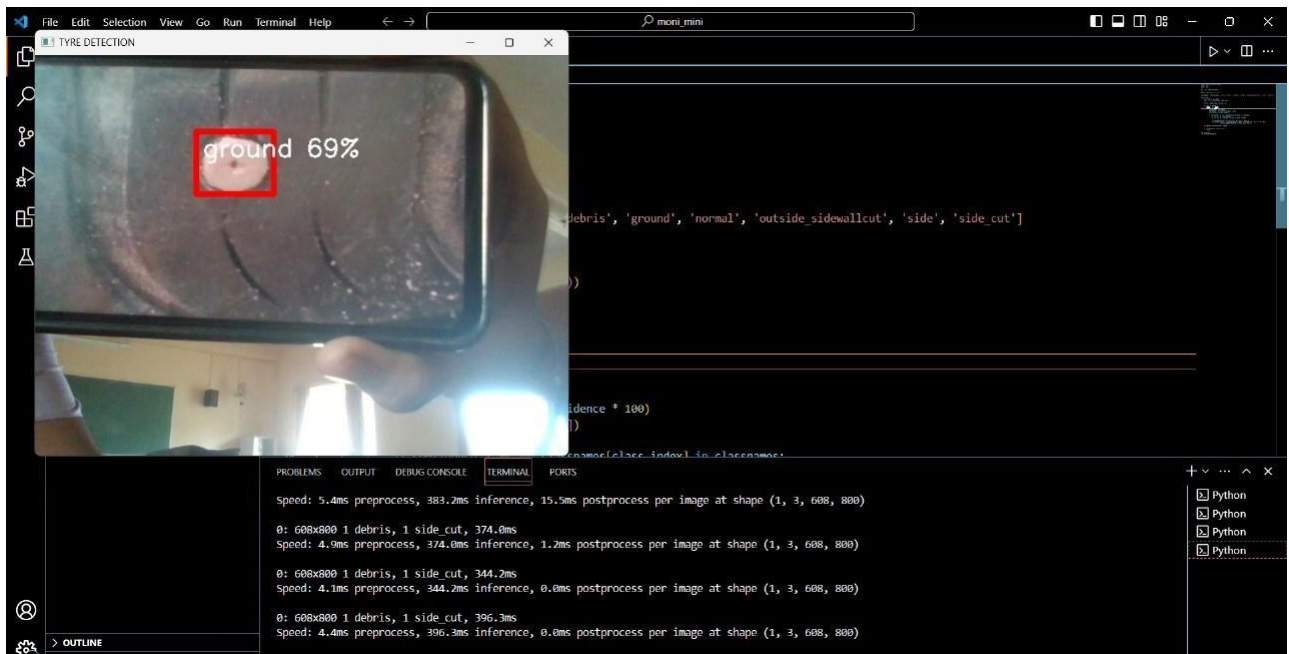 File Edit Selection View Go Run Terminal Help
moni_mini
TYRE DETECTION
ground 69%
debris', 'ground', 'normal', 'outside_sidewallcut', 'side', 'side_cut']
))
idence * 100)
])
ssnames[class_index] in classnames:
PROBLEMS OUTPUT DEBUG CONSOLE TERMINAL PORTS
Speed: 5.4ms preprocess, 383.2ms inference, 15.5ms postprocess per image at shape (1, 3, 608, 800)
0: 608x800 1 debris, 1 side_cut, 374.0ms
Speed: 4.9ms preprocess, 374.0ms inference, 1.2ms postprocess per image at shape (1, 3, 608, 800)
0: 608x800 1 debris, 1 side_cut, 344.2ms
Speed: 4.1ms preprocess, 344.2ms inference, 0.0ms postprocess per image at shape (1, 3, 608, 800)
0: 608x800 1 debris, 1 side_cut, 396.3ms
Speed: 4.4ms preprocess, 396.3ms inference, 0.0ms postprocess per image at shape (1, 3, 608, 800)
Python
Python
Python
Python
OUTLINE